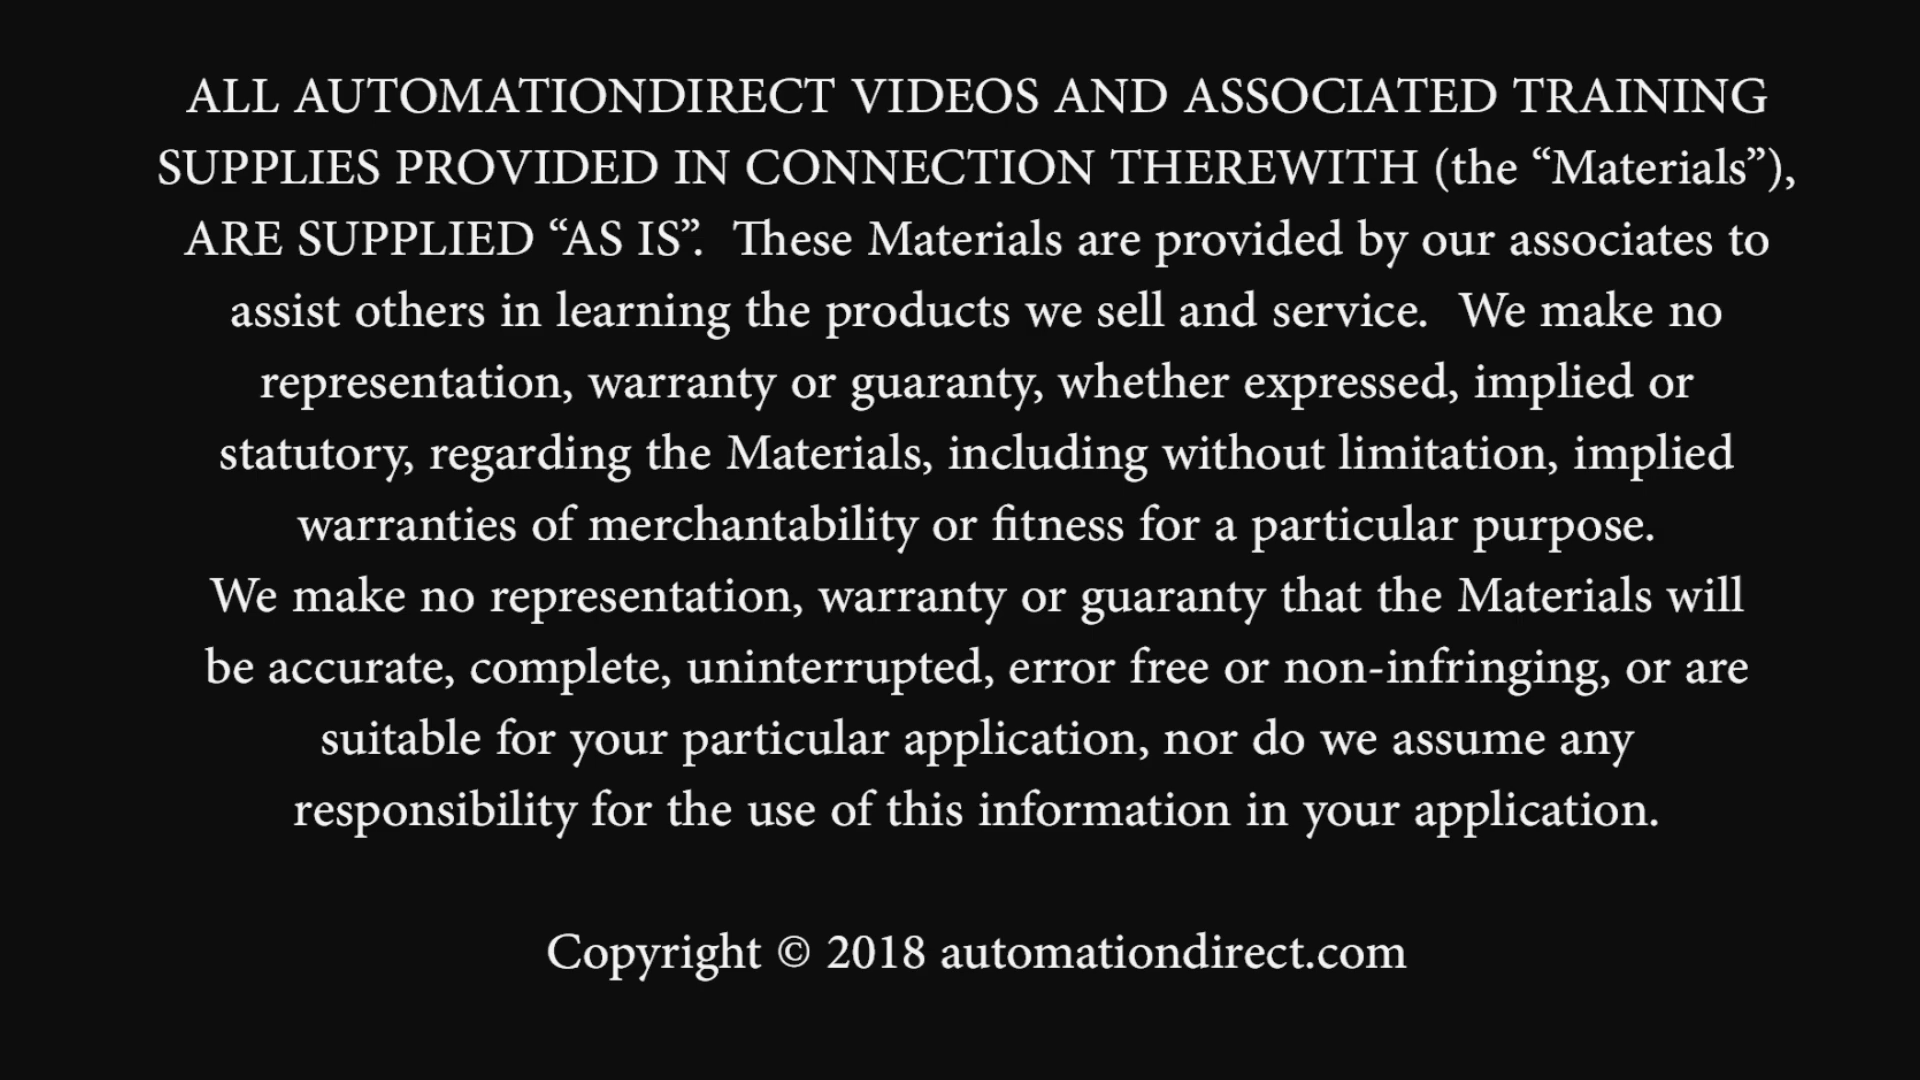 ALL AUTOMATIONDIRECT VIDEOS AND ASSOCIATED TRAINING
SUPPLIES PROVIDED IN CONNECTION THEREWITH (the “Materials”),
ARE SUPPLIED “AS IS”.  These Materials are provided by our associates to
assist others in learning the products we sell and service.  We make no
representation, warranty or guaranty, whether expressed, implied or
statutory, regarding the Materials, including without limitation, implied
warranties of merchantability or fitness for a particular purpose.
We make no representation, warranty or guaranty that the Materials will
be accurate, complete, uninterrupted, error free or non-infringing, or are
suitable for your particular application, nor do we assume any
responsibility for the use of this information in your application.
Copyright © 2018 automationdirect.com